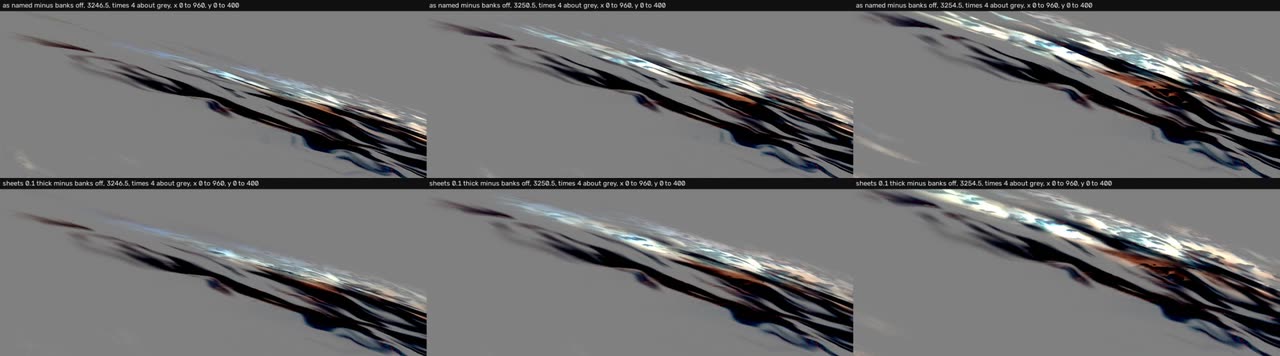 as named minus banks off, 3246.5, times 4 about grey, x 0 to 960, y 0 to 400
as named minus banks off, 3250.5, times 4 about grey, x 0 to 960, y 0 to 400
as named minus banks off, 3254.5, times 4 about grey, x 0 to 960, y 0 to 400
sheets 0.1 thick minus banks off, 3246.5, times 4 about grey, x 0 to 960, y 0 to 400
sheets 0.1 thick minus banks off, 3250.5, times 4 about grey, x 0 to 960, y 0 to 400
sheets 0.1 thick minus banks off, 3254.5, times 4 about grey, x 0 to 960, y 0 to 400